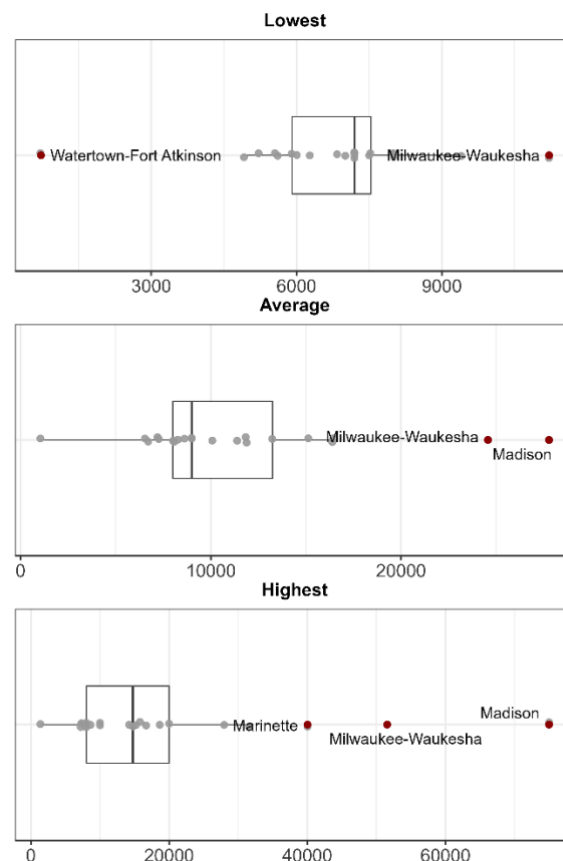 Lowest
Watertown-Fort Atkinson Milwaukee-Waukesha
3000 6000 9000
Average
Milwaukee-Waukesha
Madison
0 10000 20000
Highest
Madison
Marinette
Milwaukee-Waukesha
0 20000 40000 60000